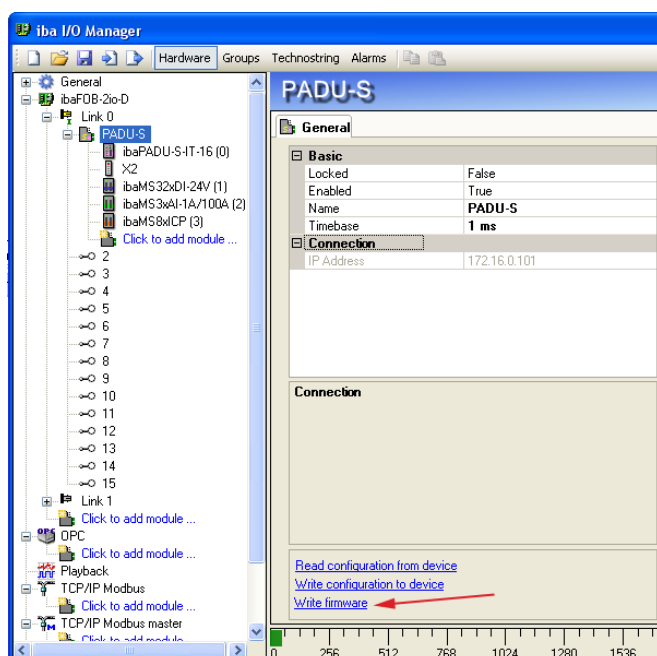 iba I/O Manager
Hardware Groups Technostring Alarms
General
ibaFOB-2io-D
Link 0
PADU-S
ibaPADU-S-IT-16 (0)
X2
ibaMS32xDI-24V (1)
ibaMS3xAI-1A/100A (2)
ibaMS8xICP (3)
Click to add module ...
2
3
4
5
6
7
8
9
10
11
12
13
14
15
Link 1
Click to add module ...
OPC
Click to add module ...
Playback
TCP/IP Modbus
Click to add module ...
TCP/IP Modbus master
Click to add module ...
PADU-S
General
Basic
Locked False
Enabled True
Name PADU-S
Timebase 1 ms
Connection
IP Address 172.16.0.101
Connection
Read configuration from device
Write configuration to device
Write firmware
0 256 512 768 1024 1280 1536